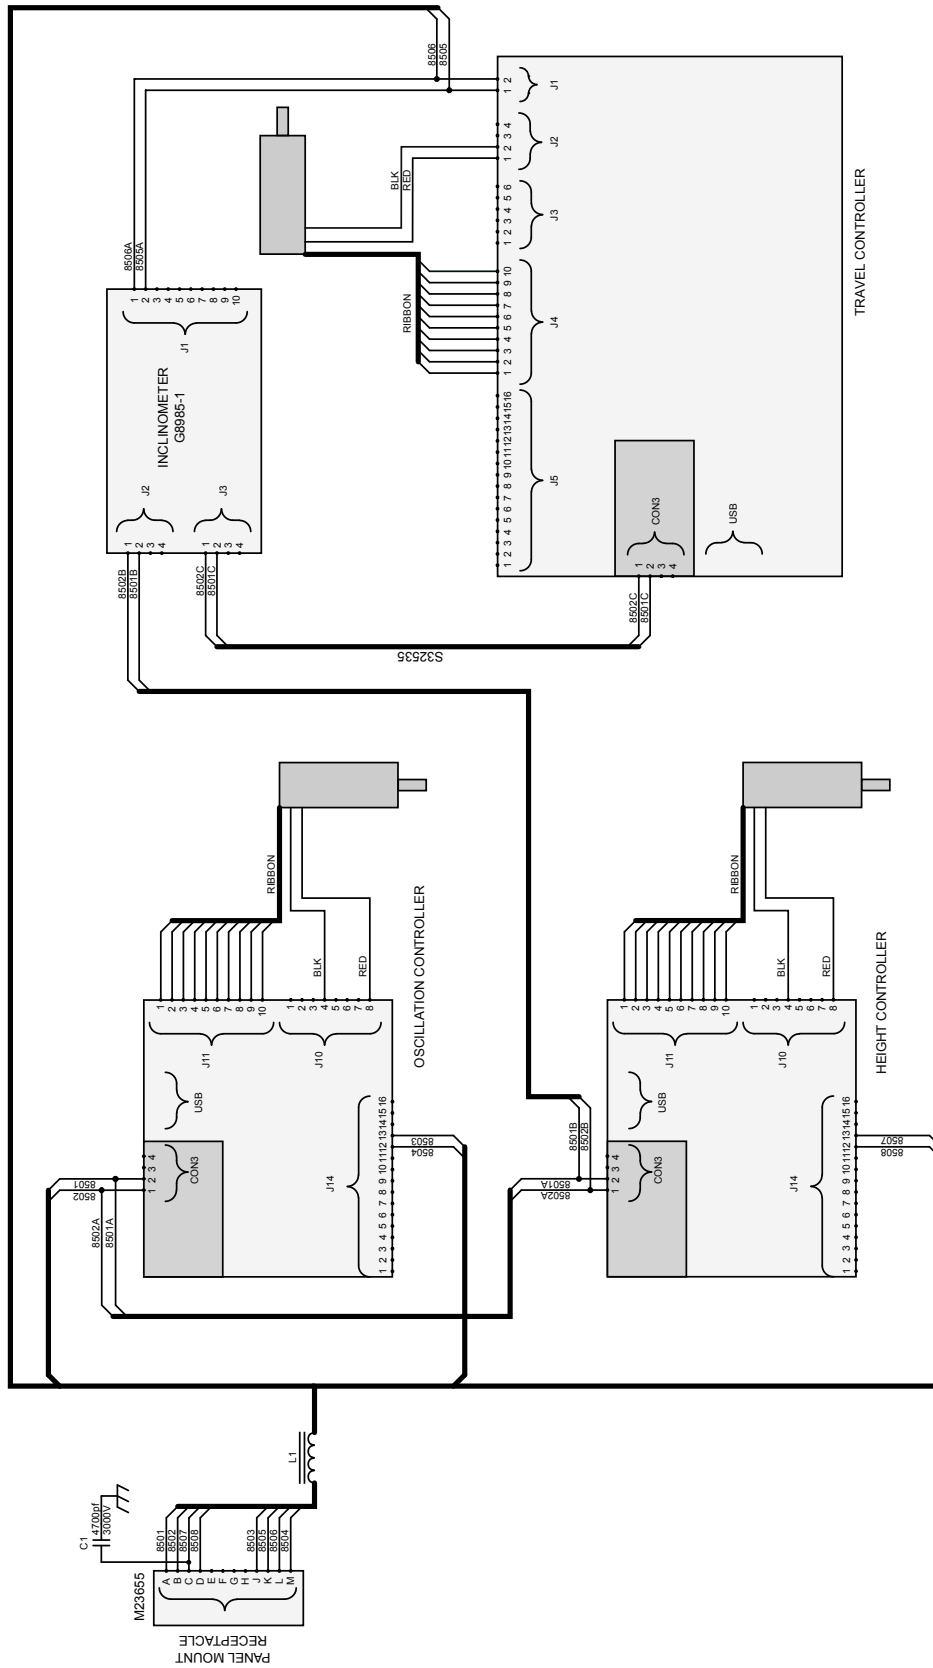 8506
8505
2
1
J1
4
3
2
1
J2
BLK
RED
6
5
4
3
2
1
J3
10
9
8
7
6
5
4
3
2
1
J4
RIBBON
16
15
14
13
12
11
10
9
8
7
6
5
4
3
2
1
J5
CON3
1
2
3
4
USB
TRAVEL CONTROLLER
8506A
8505A
1
2
3
4
5
6
7
8
9
10
J1
INCLINOMETER
G8985-1
J2
1
2
3
4
J3
1
2
3
4
8502B
8501B
8502C
8501C
8502C
8501C
S32535
RIBBON
BLK
RED
1
2
3
4
5
6
7
8
9
10
J11
1
2
3
4
5
6
7
8
J10
USB
4
3
2
1
CON3
16
15
14
13
12
11
10
9
8
7
6
5
4
3
2
1
J14
OSCILLATION CONTROLLER
8501
8502
8502A
8501A
8503
8504
RIBBON
BLK
RED
1
2
3
4
5
6
7
8
9
10
J11
1
2
3
4
5
6
7
8
J10
USB
4
3
2
1
CON3
16
15
14
13
12
11
10
9
8
7
6
5
4
3
2
1
J14
HEIGHT CONTROLLER
8501B
8502B
8501A
8502A
8507
8508
L1
C1
4700pf
3000V
8501
8502
8507
8508
8503
8505
8506
8504
A
B
C
D
E
F
G
H
J
K
L
M
M23655
PANEL MOUNT
RECEPTACLE